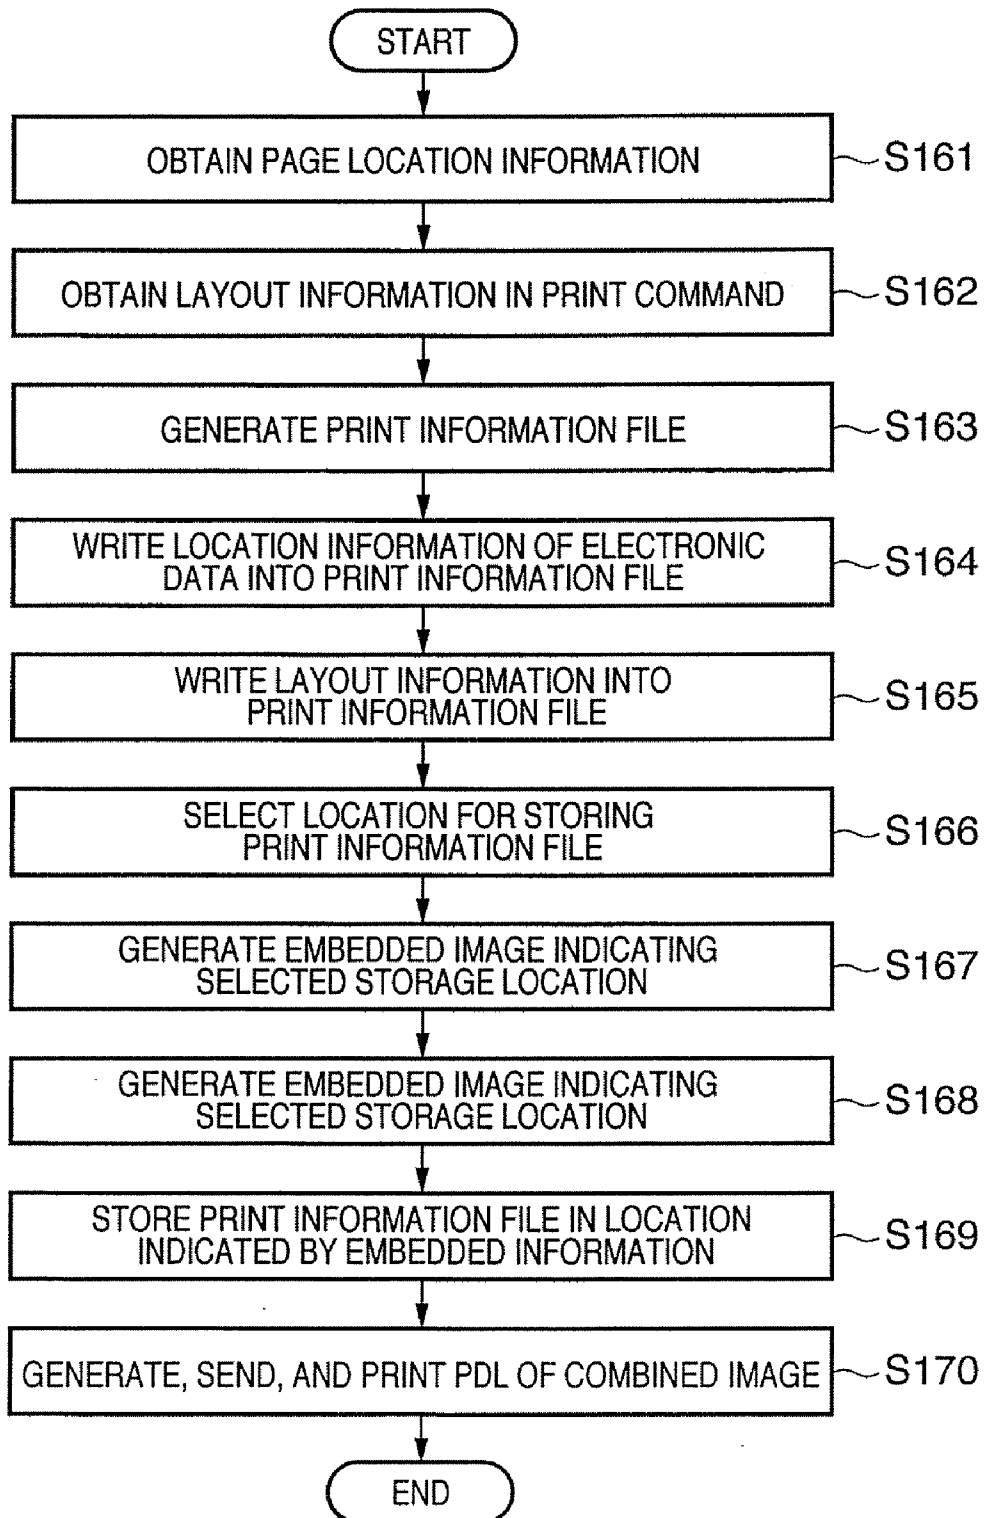 START
OBTAIN PAGE LOCATION INFORMATION
S161
OBTAIN LAYOUT INFORMATION IN PRINT COMMAND
S162
GENERATE PRINT INFORMATION FILE
S163
WRITE LOCATION INFORMATION OF ELECTRONIC
DATA INTO PRINT INFORMATION FILE
S164
WRITE LAYOUT INFORMATION INTO
PRINT INFORMATION FILE
S165
SELECT LOCATION FOR STORING
PRINT INFORMATION FILE
S166
GENERATE EMBEDDED IMAGE INDICATING
SELECTED STORAGE LOCATION
S167
GENERATE EMBEDDED IMAGE INDICATING
SELECTED STORAGE LOCATION
S168
STORE PRINT INFORMATION FILE IN LOCATION
INDICATED BY EMBEDDED INFORMATION
S169
GENERATE, SEND, AND PRINT PDL OF COMBINED IMAGE
S170
END